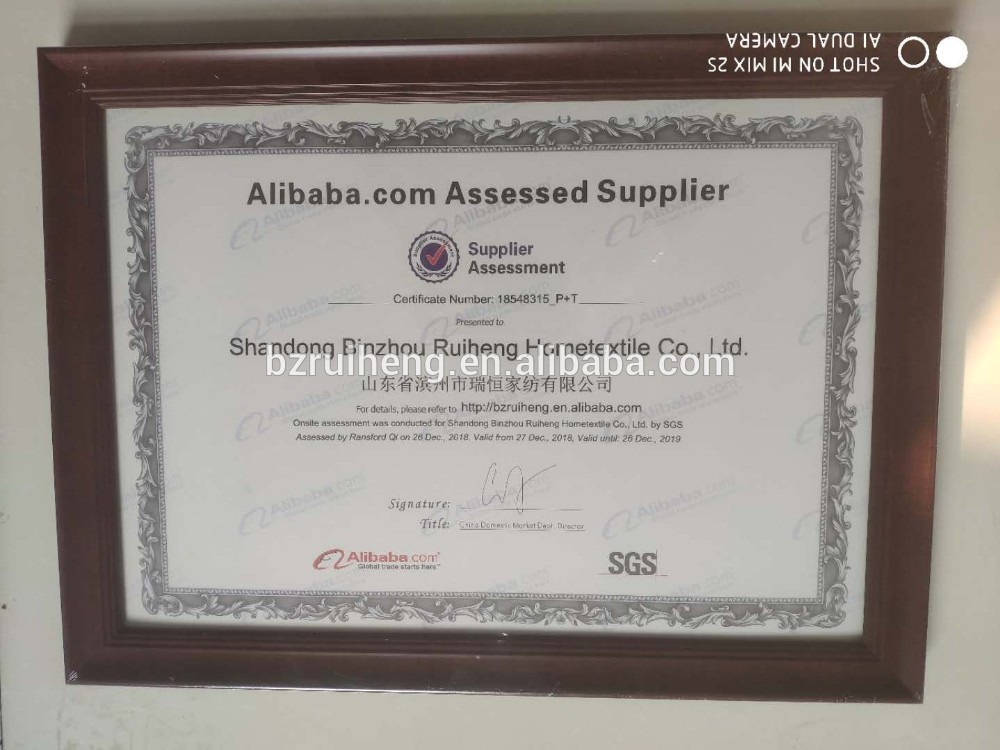 SHOT ON MI MIX 2S
AI DUAL CAMERA
Alibaba.com Assessed Supplier
Supplier Assessment
Supplier
Assessment
Certificate Number: 18548315_P+T
Presented to
Shandong Binzhou Ruiheng Hometextile Co., Ltd.
bzruiheng.en.alibaba.com
山东省滨州市瑞恒家纺有限公司
For details, please refer to http://bzruiheng.en.alibaba.com
Onsite assessment was conducted for Shandong Binzhou Ruiheng Hometextile Co., Ltd. by SGS
Assessed by Ransford Qi on 26 Dec., 2018. Valid from 27 Dec., 2018, Valid until: 26 Dec., 2019
Signature:
Title: China Domestic Market Dept. Director
Alibaba.com®
Global trade starts here.™
SGS